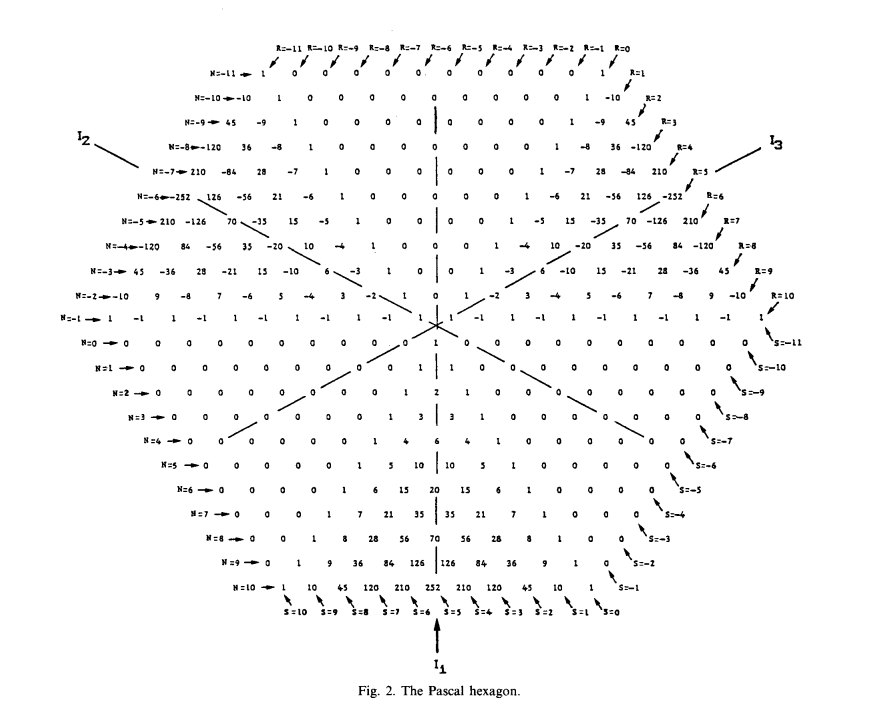 R=-11 R=-10 R=-9 R=-8 R=-7 R=-6 R=-5 R=-4 R=-3 R=-2 R=-1 R=0
N=-11 1 0 0 0 0 0 0 0 0 0 0 1 R=1
N=-10 -10 1 0 0 0 0 0 0 0 0 0 1 -10 R=2
N=-9 45 -9 1 0 0 0 0 0 0 0 0 1 -9 45 R=3
I2 N=-8 -120 36 -8 1 0 0 0 0 0 0 0 1 -8 36 -120 R=4 I3
N=-7 210 -84 28 -7 1 0 0 0 0 0 0 1 -7 28 -84 210 R=5
N=-6 -252 126 -56 21 -6 1 0 0 0 0 0 1 -6 21 -56 126 -252 R=6
N=-5 210 -126 70 -35 15 -5 1 0 0 0 0 1 -5 15 -35 70 -126 210 R=7
N=-4 -120 84 -56 35 -20 10 -4 1 0 0 0 1 -4 10 -20 35 -56 84 -120 R=8
N=-3 45 -36 28 -21 15 -10 6 -3 1 0 0 1 -3 6 -10 15 -21 28 -36 45 R=9
N=-2 -10 9 -8 7 -6 5 -4 3 -2 1 0 1 -2 3 -4 5 -6 7 -8 9 -10 R=10
N=-1 1 -1 1 -1 1 -1 1 -1 1 -1 1 1 -1 1 -1 1 -1 1 -1 1 -1 1
N=0 0 0 0 0 0 0 0 0 0 0 1 0 0 0 0 0 0 0 0 0 0 S=-11
N=1 0 0 0 0 0 0 0 0 0 1 1 0 0 0 0 0 0 0 0 0 S=-10
N=2 0 0 0 0 0 0 0 0 1 2 1 0 0 0 0 0 0 0 0 S=-9
N=3 0 0 0 0 0 0 0 1 3 3 1 0 0 0 0 0 0 0 S=-8
N=4 0 0 0 0 0 0 1 4 6 4 1 0 0 0 0 0 0 S=-7
N=5 0 0 0 0 0 1 5 10 10 5 1 0 0 0 0 0 S=-6
N=6 0 0 0 0 1 6 15 20 15 6 1 0 0 0 0 S=-5
N=7 0 0 0 1 7 21 35 35 21 7 1 0 0 0 S=-4
N=8 0 0 1 8 28 56 70 56 28 8 1 0 0 S=-3
N=9 0 1 9 36 84 126 126 84 36 9 1 0 S=-2
N=10 1 10 45 120 210 252 210 120 45 10 1 S=-1
S=10 S=9 S=8 S=7 S=6 S=5 S=4 S=3 S=2 S=1 S=0
I1
Fig. 2. The Pascal hexagon.